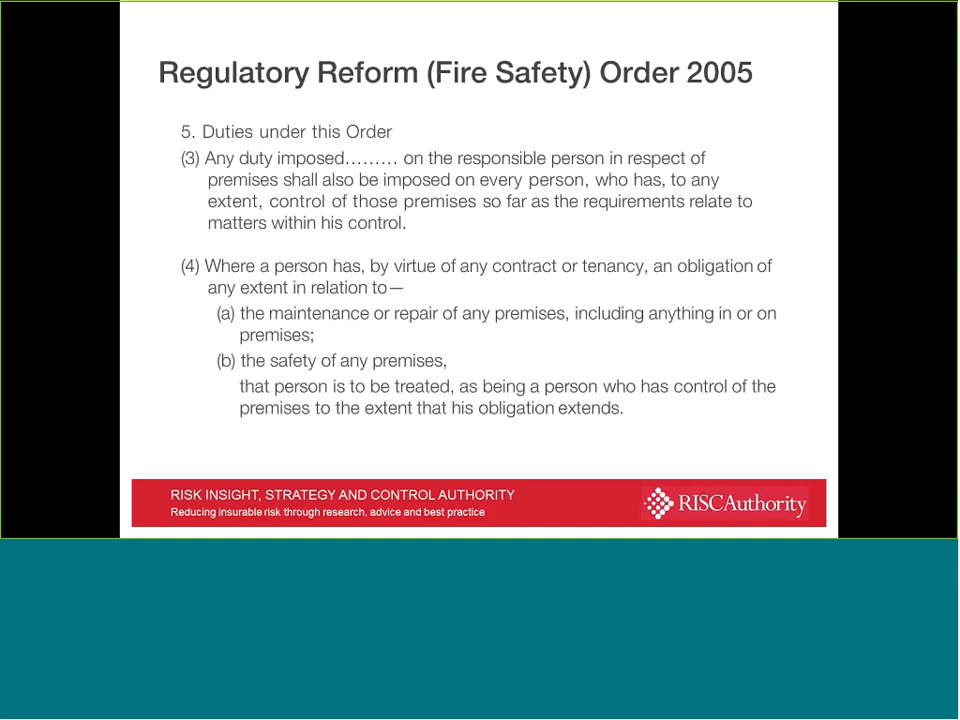 Regulatory Reform (Fire Safety) Order 2005
5. Duties under this Order
(3) Any duty imposed……… on the responsible person in respect of
premises shall also be imposed on every person, who has, to any
extent, control of those premises so far as the requirements relate to
matters within his control.
(4) Where a person has, by virtue of any contract or tenancy, an obligation of
any extent in relation to—
(a) the maintenance or repair of any premises, including anything in or on
premises;
(b) the safety of any premises,
that person is to be treated, as being a person who has control of the
premises to the extent that his obligation extends.
RISK INSIGHT, STRATEGY AND CONTROL AUTHORITY
Reducing insurable risk through research, advice and best practice
RISCAuthority